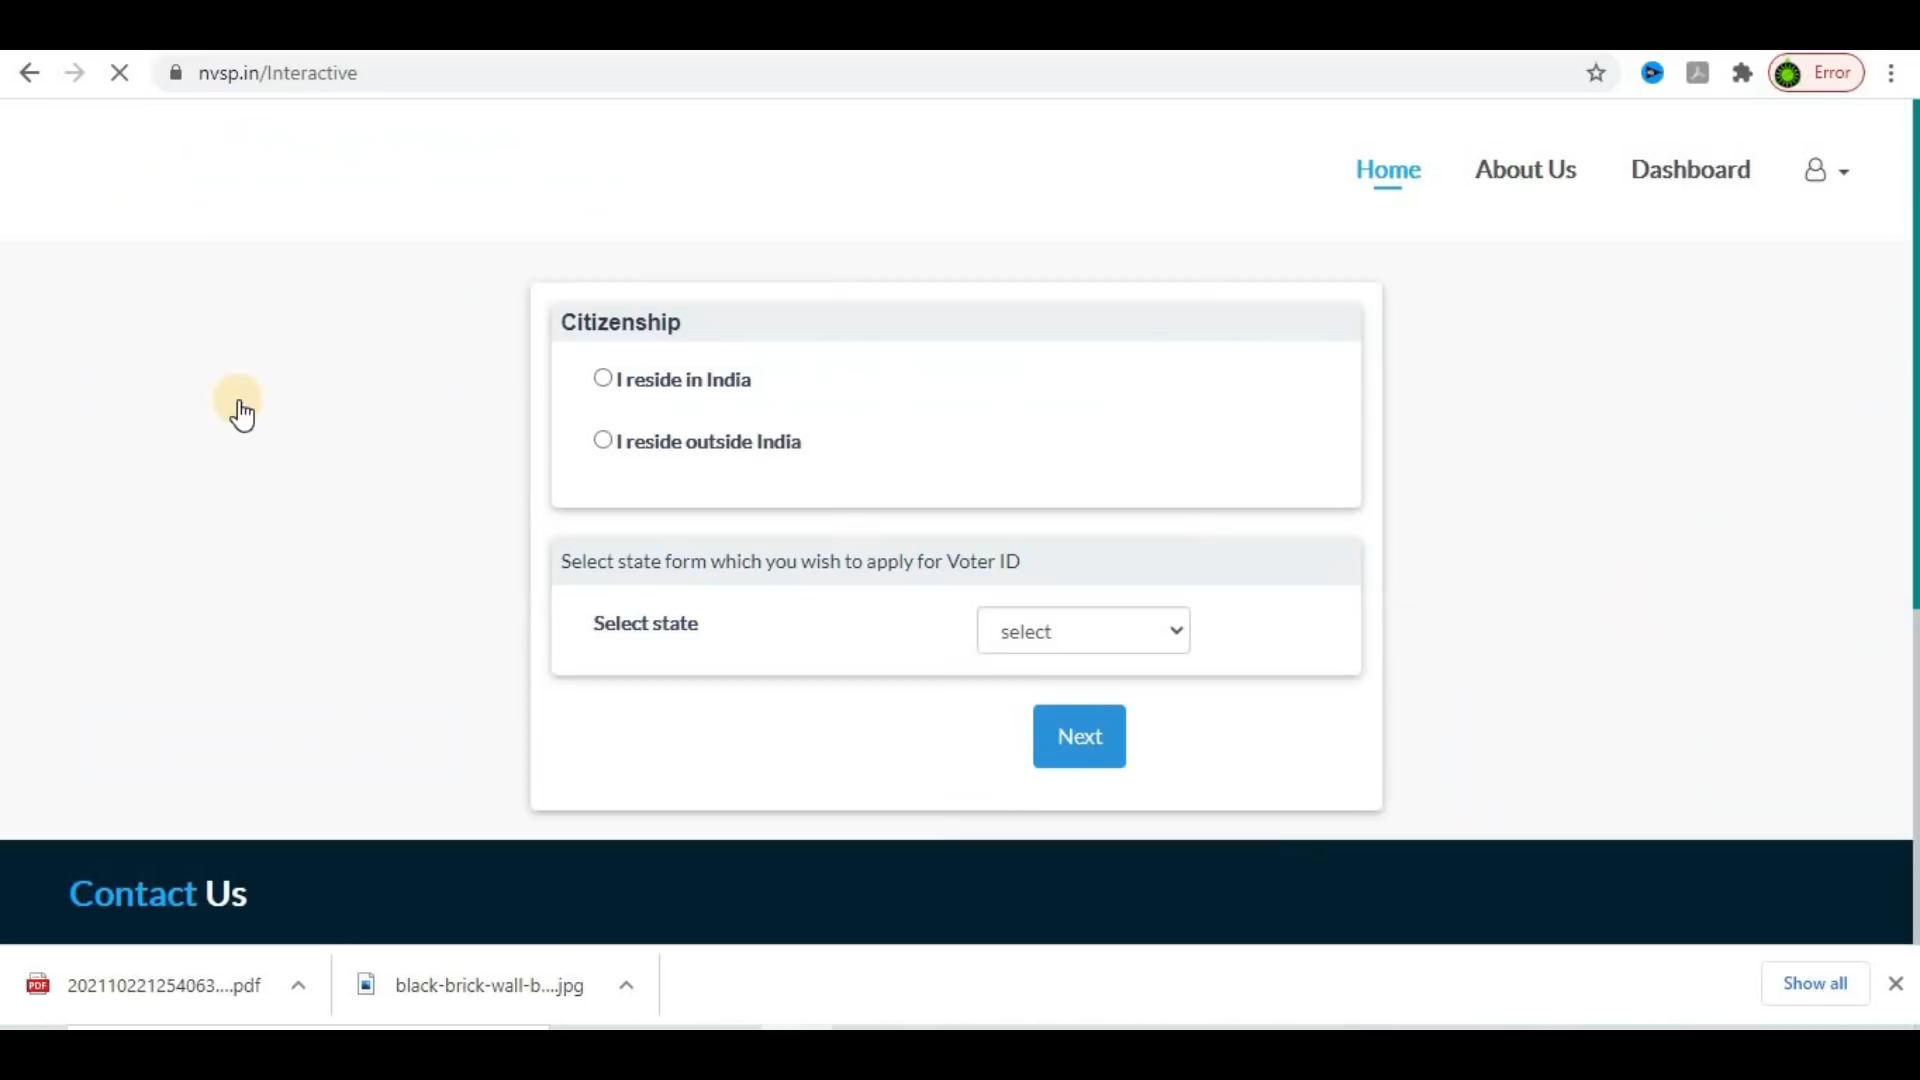 nvsp.in/Interactive
Error
Home About Us Dashboard
Citizenship
I reside in India
I reside outside India
Select state form which you wish to apply for Voter ID
Select state select
Next
Contact Us
202110221254063....pdf black-brick-wall-b....jpg Show all